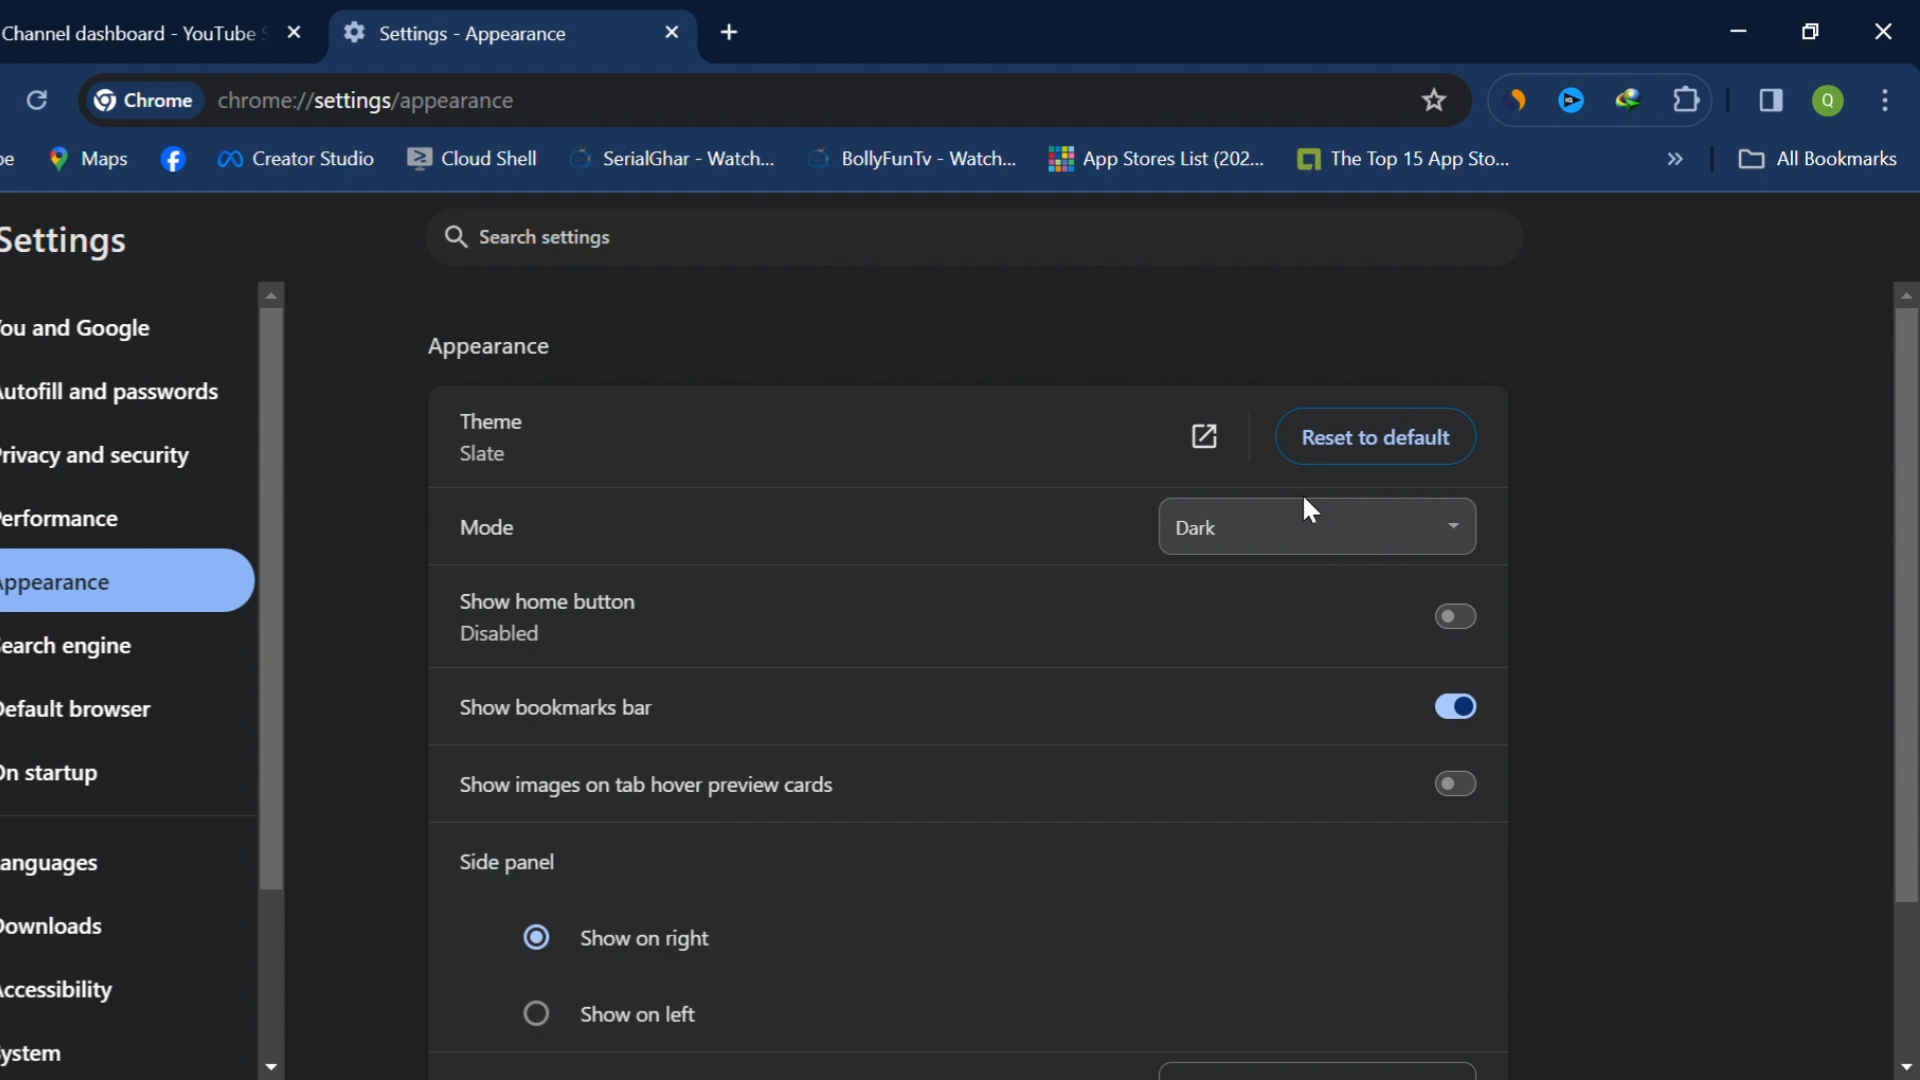 Channel dashboard - YouTube
Settings - Appearance
Chrome
chrome://settings/appearance
be
Maps
Creator Studio
Cloud Shell
SerialGhar - Watch...
BollyFunTv - Watch...
App Stores List (202...
The Top 15 App Sto...
»
All Bookmarks
Q
Settings
Search settings
ou and Google
utofill and passwords
rivacy and security
erformance
ppearance
earch engine
efault browser
n startup
anguages
ownloads
ccessibility
ystem
Appearance
Theme
Slate
Reset to default
Mode
Dark
Show home button
Disabled
Show bookmarks bar
Show images on tab hover preview cards
Side panel
Show on right
Show on left